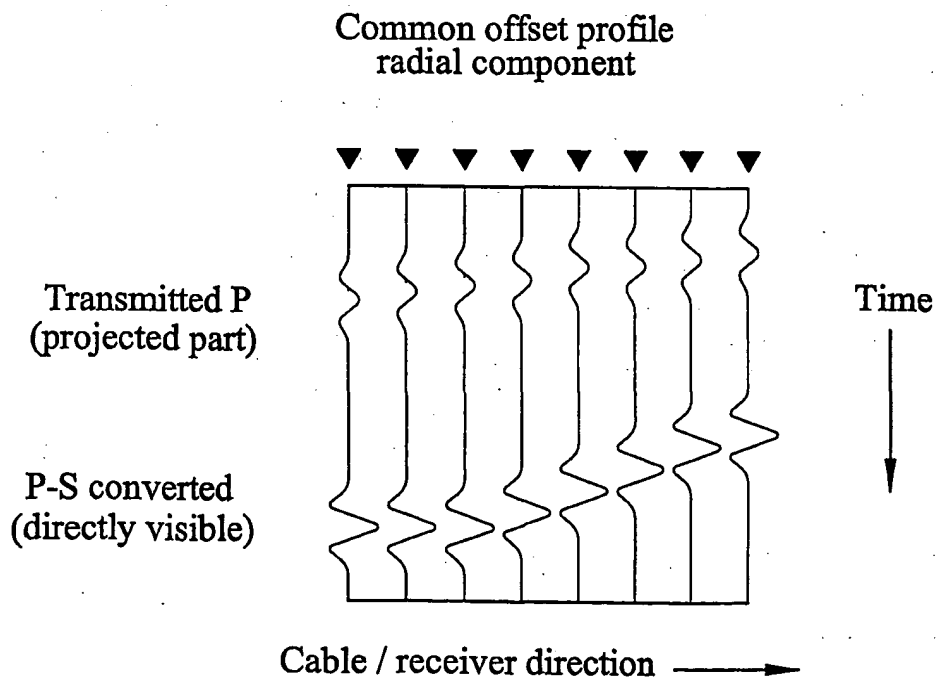 Common offset profile
radial component
Transmitted P
(projected part)
Time
P-S converted
(directly visible)
Cable / receiver direction